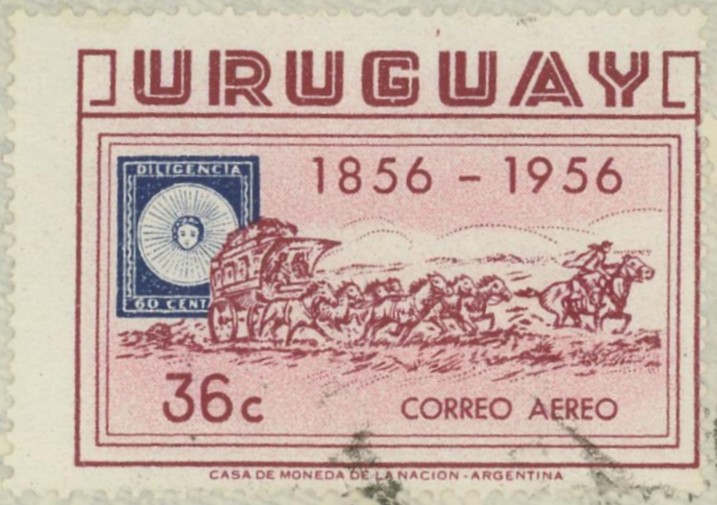 URUGUAY
1856 - 1956
DILIGENCIA
60 CENT
36c
CORREO AEREO
CASA DE MONEDA DE LA NACION - ARGENTINA